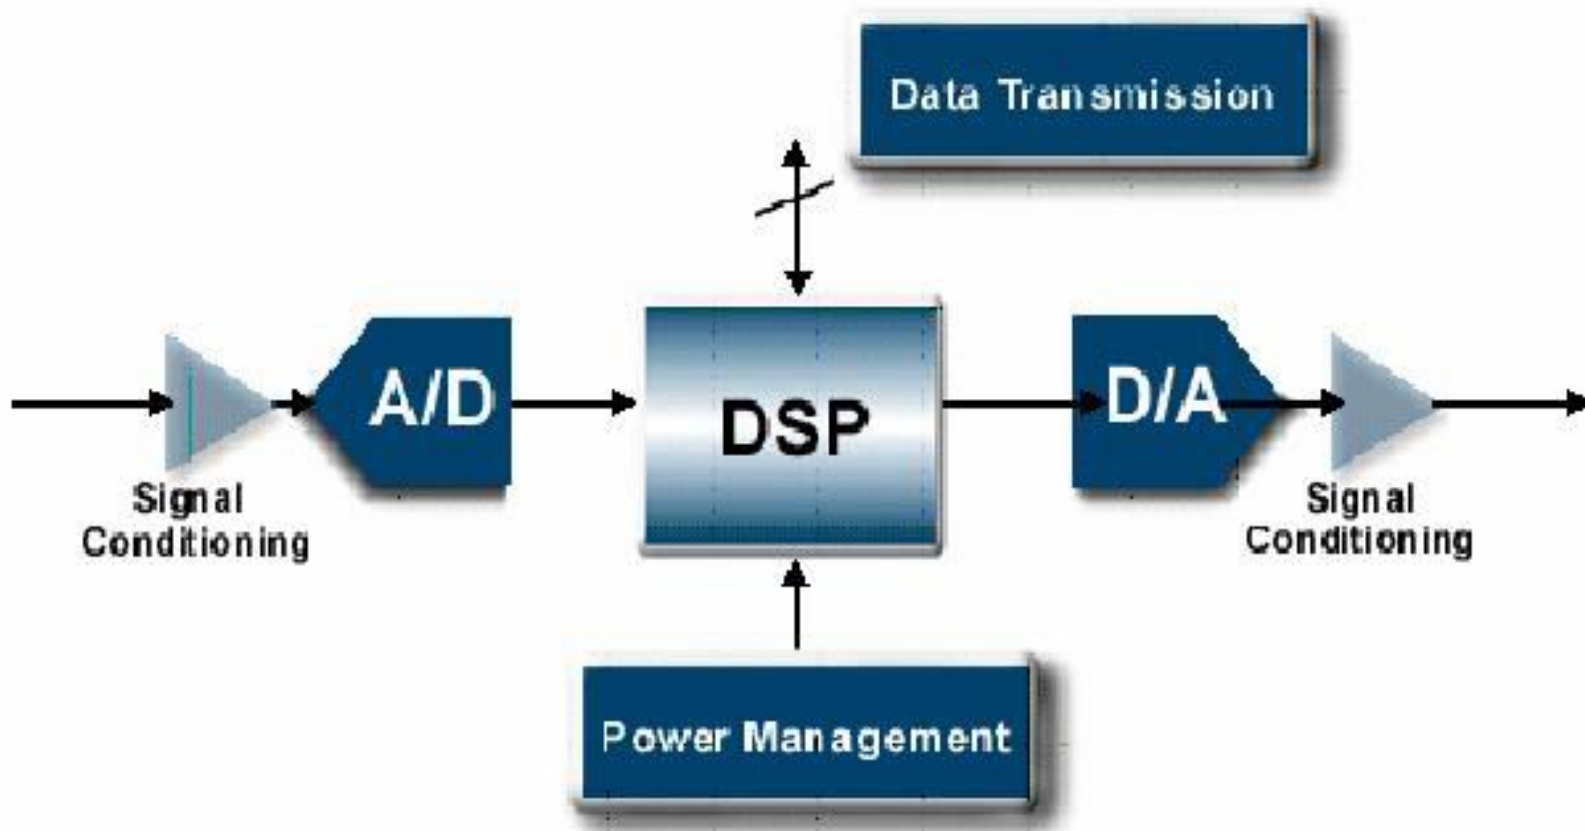 Data Transmission
A/D
DSP
D/A
Signal
Conditioning
Signal
Conditioning
Power Management